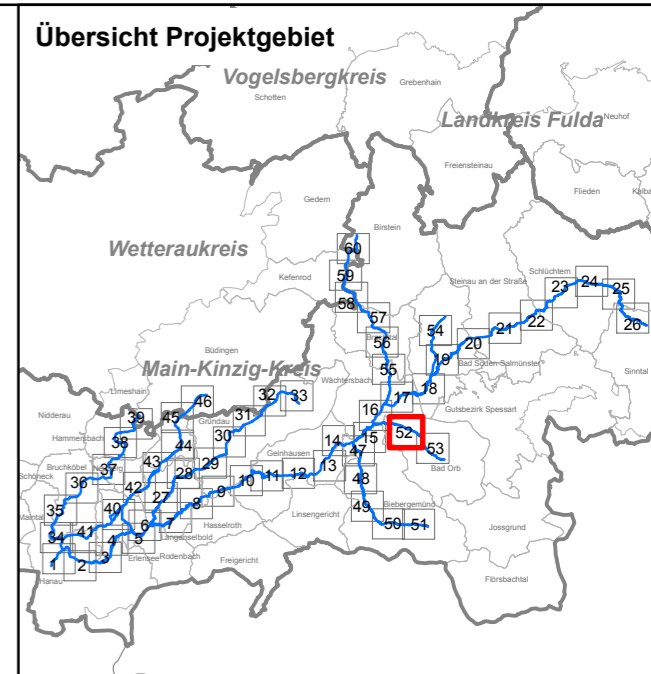 Übersicht Projektgebiet
Vogelsbergkreis
Grebenhain
Schotten
Landkreis Fulda
Neuhof
Freiensteinau
Flieden
Kalba
Gedern
Birstein
Wetteraukreis
60
Kefenrod
59
Steinau an der Straße
Schlüchtern
23
24
25
58
57
54
22
26
21
56
20
Büdingen
19
Bad Soden-Salmünster
Sinntal
Main-Kinzig-Kreis
55
Limeshain
Wächtersbach
18
46
32
33
17
Gutsbezirk Spessart
Nidderau
39
45
31
16
Hammersbach
38
Gründau
30
52
44
14
15
53
Bruchköbel
37
43
29
Gelnhausen
47
Bad Orb
Schöneck
36
28
10
11
12
13
48
42
9
Linsengericht
35
27
8
Maintal
40
Hasselroth
49
Biebergemünd
41
6
7
50
51
34
4
5
Langenselbold
Jossgrund
1
2
3
Erlensee
Rodenbach
Freigericht
Hanau
Flörsbachtal